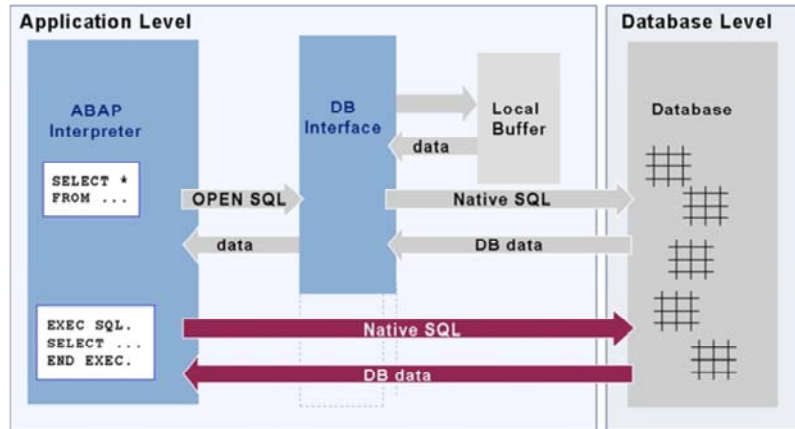 Application Level
Database Level
ABAP
Interpreter
DB
Interface
Local
Buffer
Database
data
SELECT *
FROM ...
OPEN SQL
Native SQL
data
DB data
EXEC SQL.
SELECT ...
END EXEC.
Native SQL
DB data